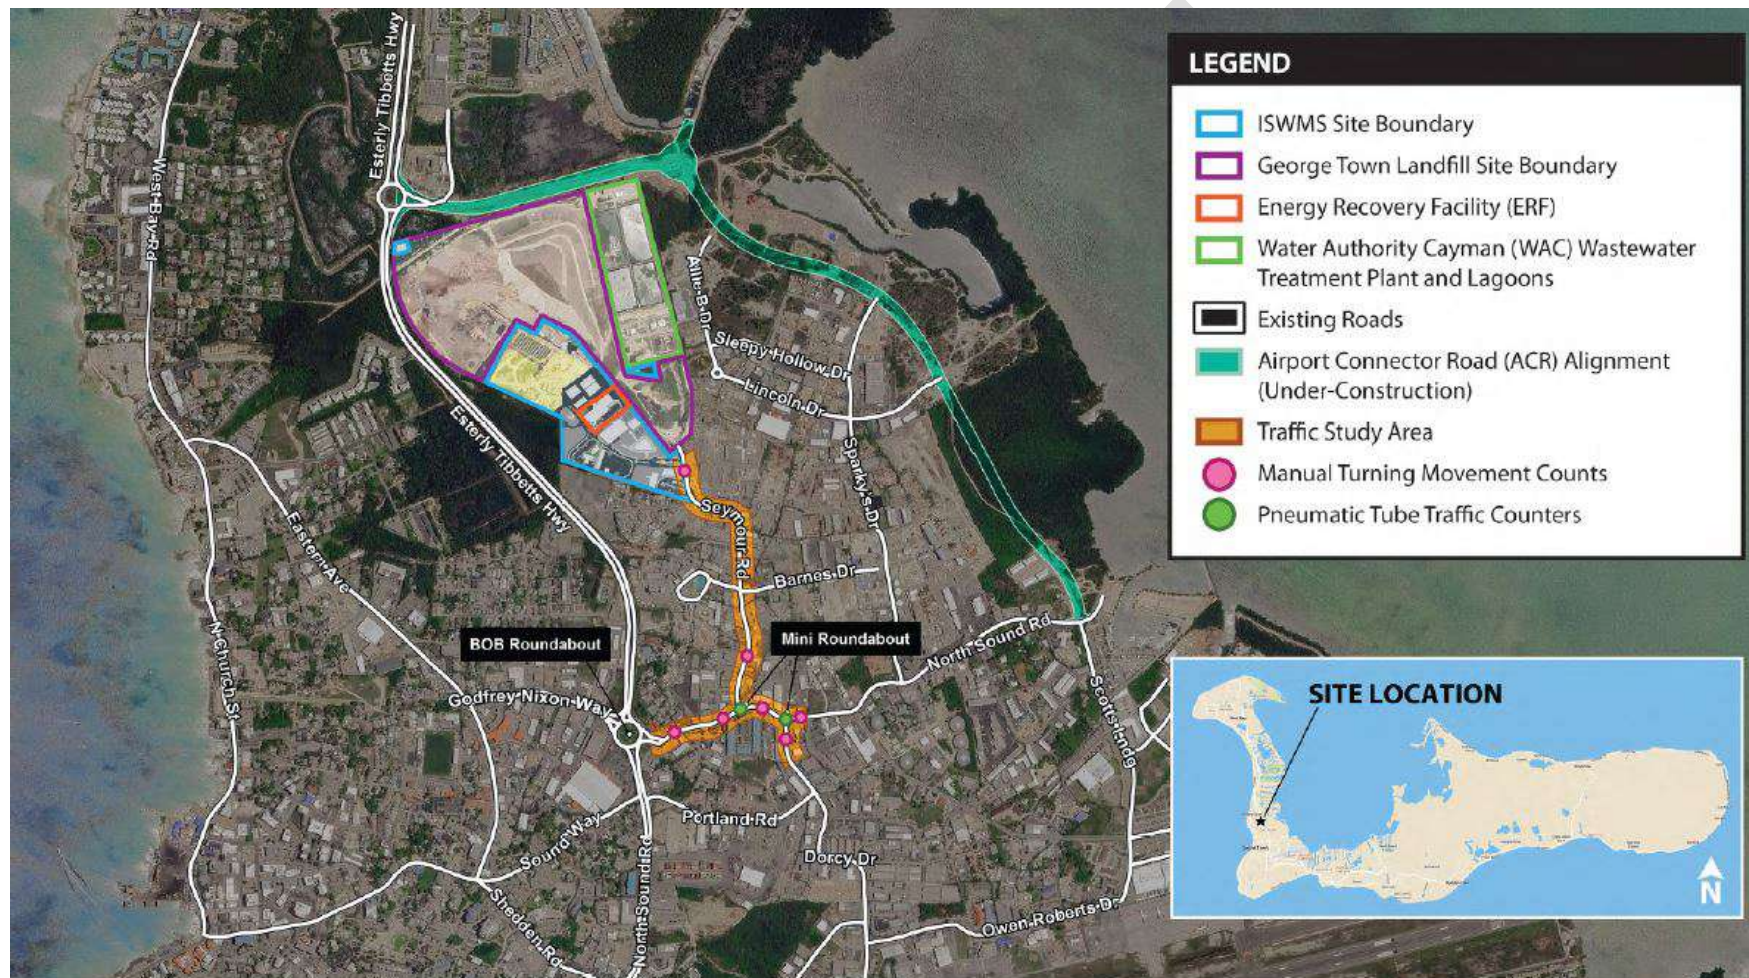 LEGEND
ISWMS Site Boundary
George Town Landfill Site Boundary
Energy Recovery Facility (ERF)
Water Authority Cayman (WAC) Wastewater
Treatment Plant and Lagoons
Existing Roads
Airport Connector Road (ACR) Alignment
(Under-Construction)
Traffic Study Area
Manual Turning Movement Counts
Pneumatic Tube Traffic Counters
Esterly Tibbetts Hwy
West Bay Rd
Allie B Dr
Sleepy Hollow Dr
Lincoln Dr
Sparky's Dr
Esterly Tibbetts Hwy
Seymour Rd
Eastern Ave
Barnes Dr
N Church St
BOB Roundabout
Mini Roundabout
North Sound Rd
Godfrey Nixon Way
Scotts Lndg
Portland Rd
Sound Way
Dorcy Dr
Shedden Rd
North Sound Rd
Owen Roberts Dr
SITE LOCATION
N